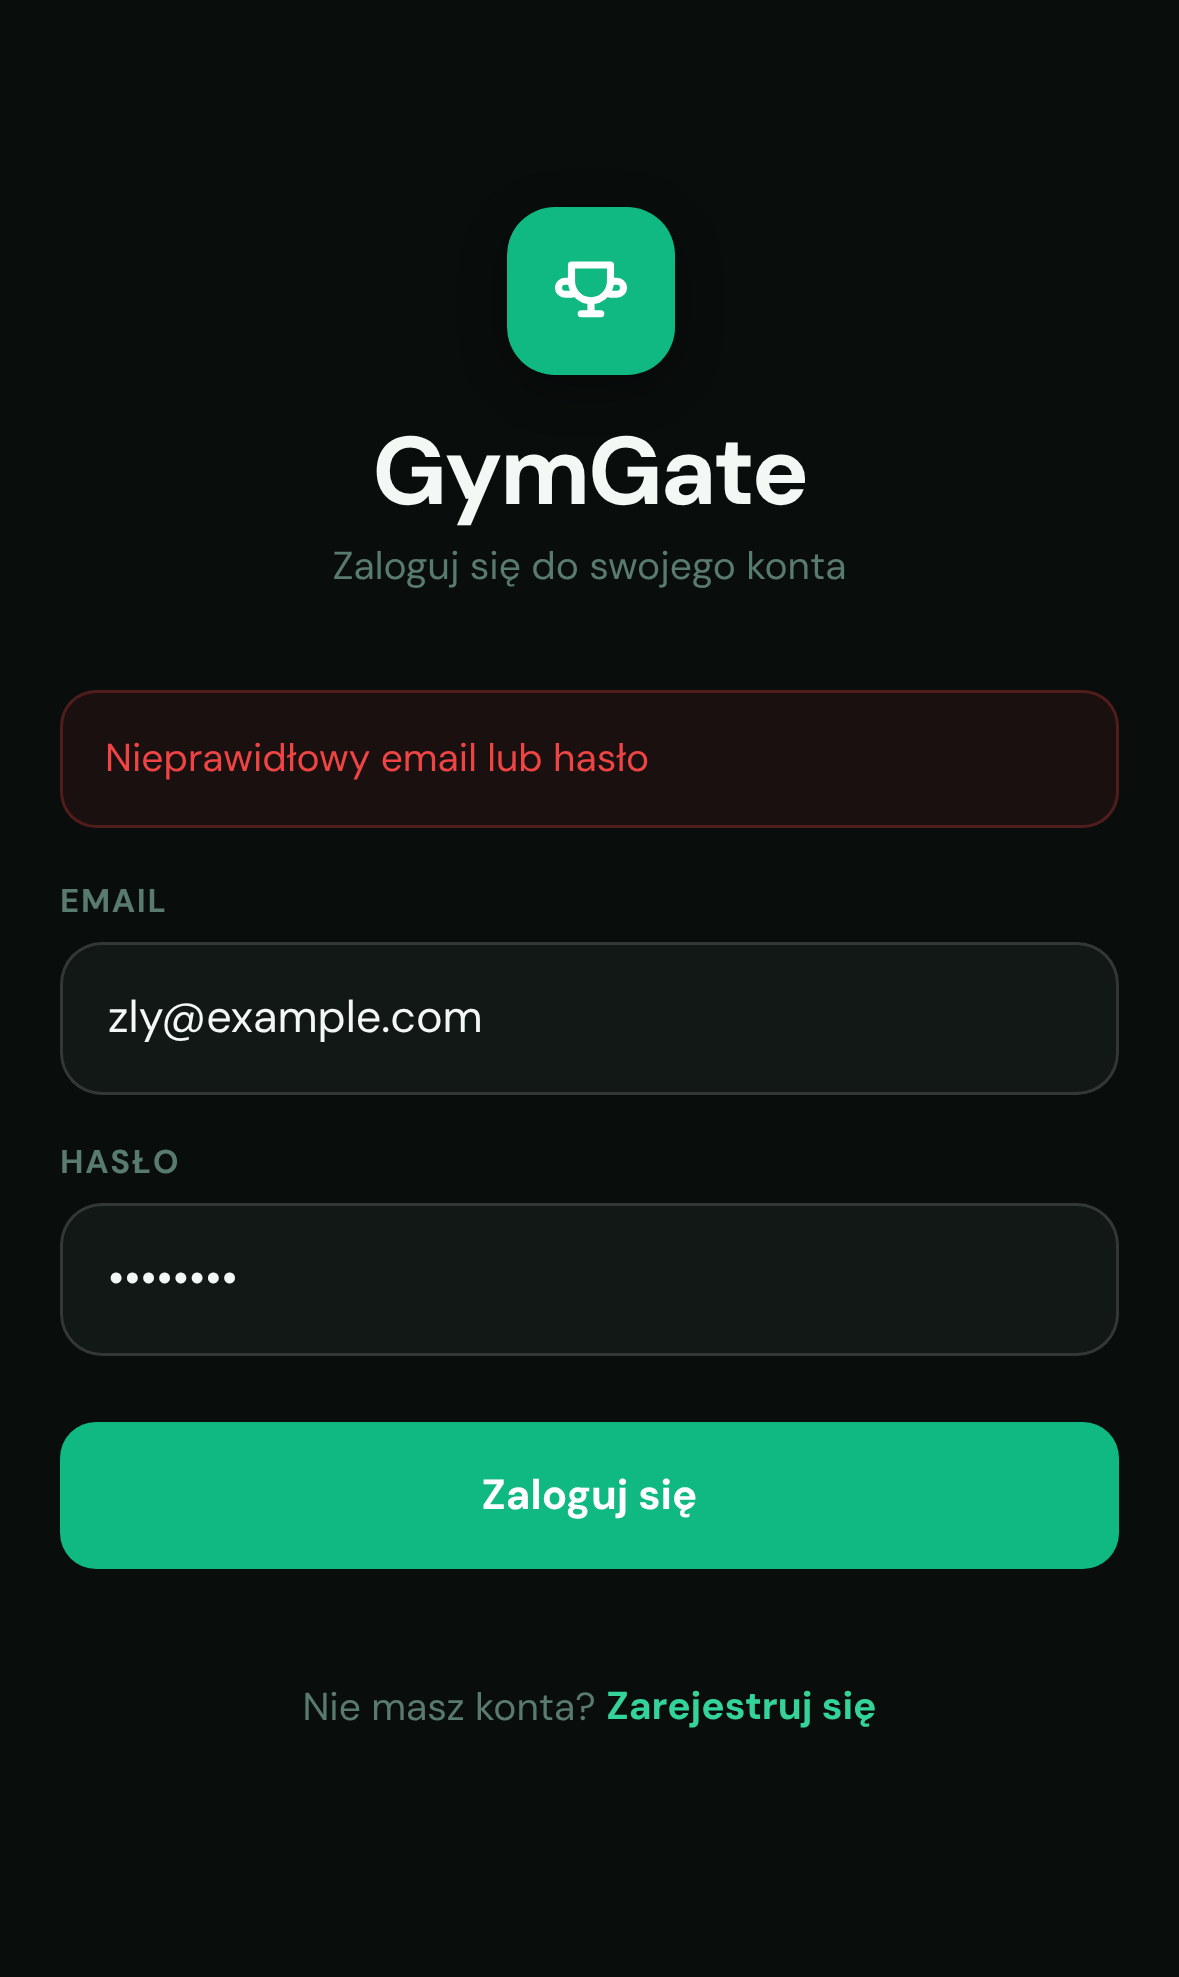 GymGate
Zaloguj się do swojego konta
Nieprawidłowy email lub hasło
EMAIL
zly@example.com
HASŁO
••••••••
Zaloguj się
Nie masz konta? Zarejestruj się